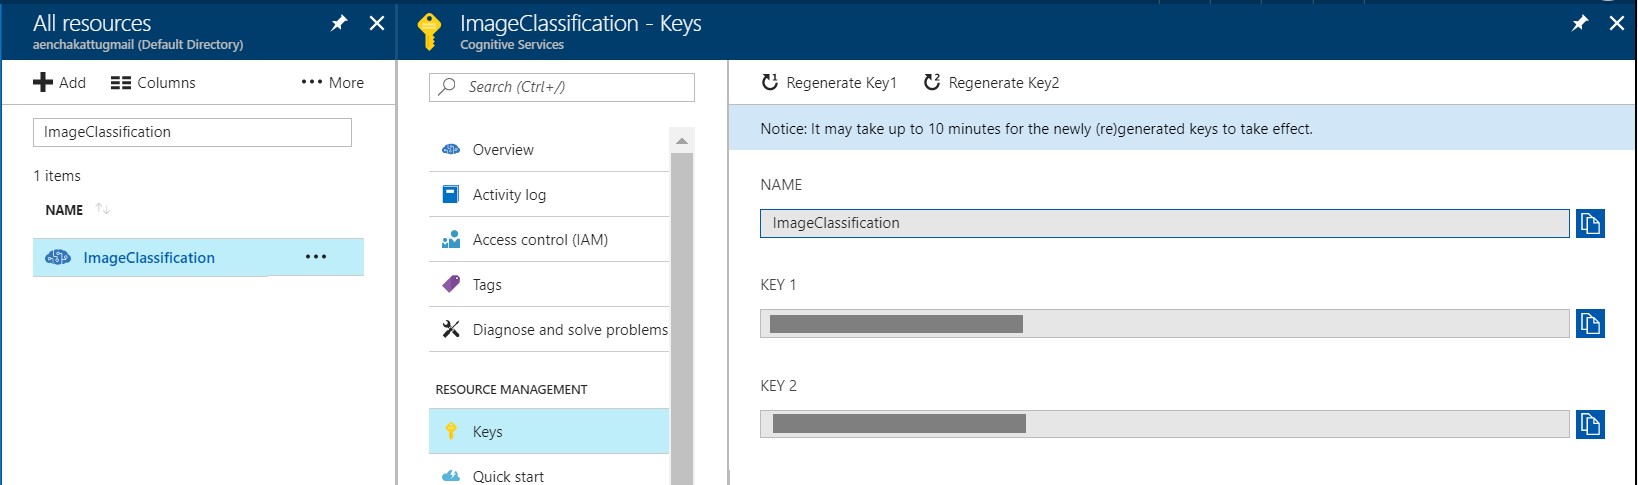 All resources
aenchakattugmail (Default Directory)
Add
Columns
More
ImageClassification
1 items
NAME
ImageClassification
ImageClassification - Keys
Cognitive Services
Search (Ctrl+/)
Overview
Activity log
Access control (IAM)
Tags
Diagnose and solve problems
RESOURCE MANAGEMENT
Keys
Quick start
1 Regenerate Key1
2 Regenerate Key2
Notice: It may take up to 10 minutes for the newly (re)generated keys to take effect.
NAME
ImageClassification
KEY 1
KEY 2